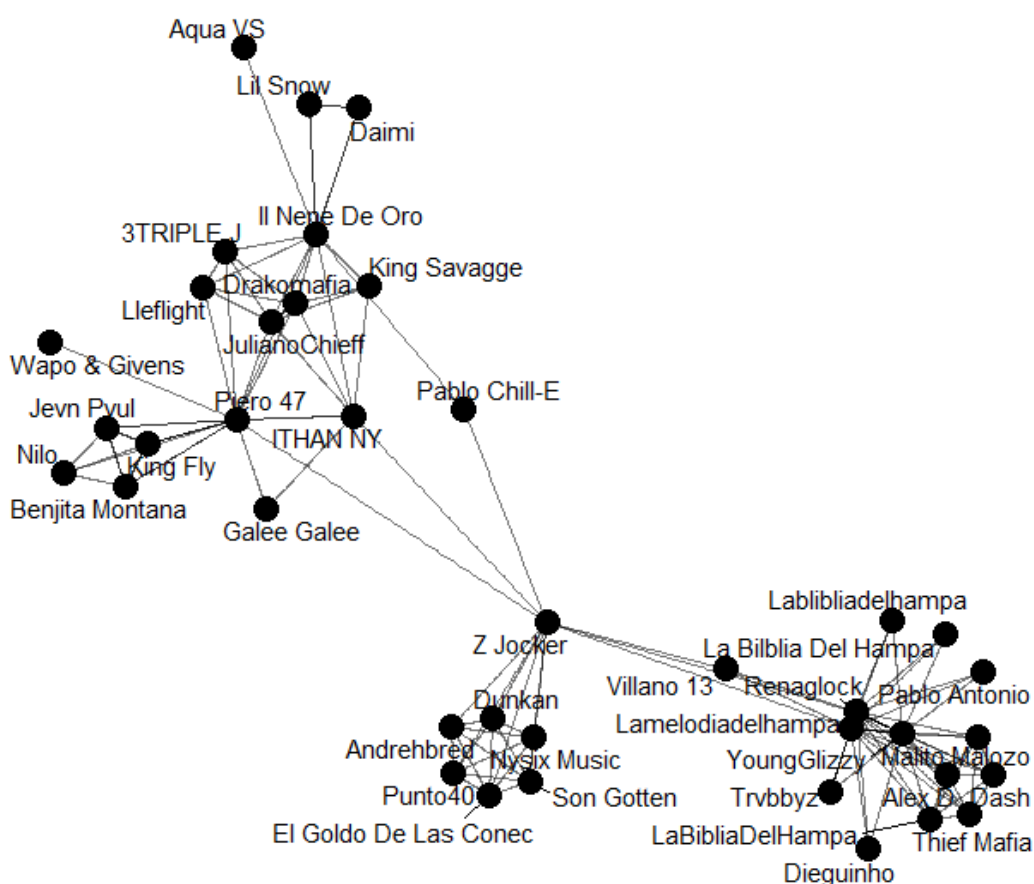 Aqua VS
Lil Snow
Daimi
Il Nene De Oro
3TRIPLE J
King Savagge
Drakomafia
Lleflight
JulianoChieff
Wapo & Givens
Pablo Chill-E
Piero 47
Jevn Pvul
ITHAN NY
Nilo
King Fly
Benjita Montana
Galee Galee
Lablibliadelhampa
Z Jocker
La Bilblia Del Hampa
Villano 13
Renaglock
Pablo Antonio
Dunkan
Lamelodiadelhampa
Andrehbred
Nysix Music
YoungGlizzy
Malito Malozo
Punto40
Son Gotten
Trvbbyz
Alex D. Dash
El Goldo De Las Conec
LaBibliaDelHampa
Thief Mafia
Dieguinho